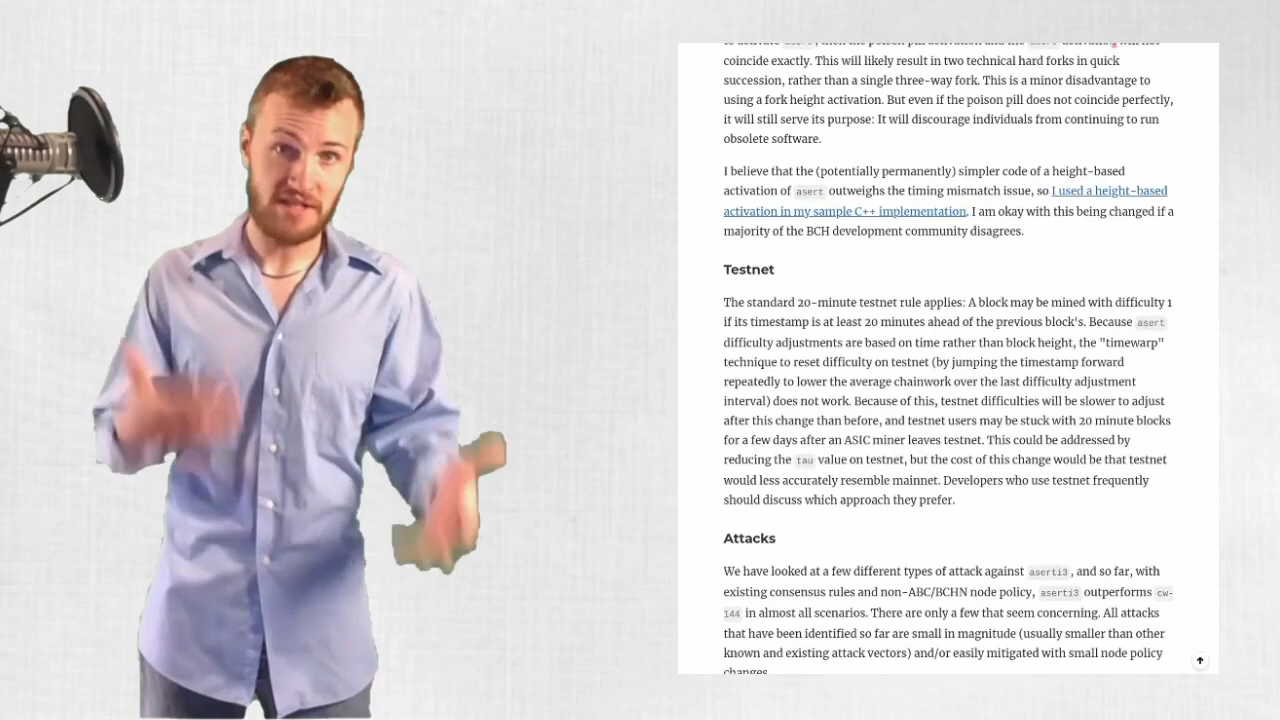 to activate asert, then the poison pill activation and the asert activation will not
coincide exactly. This will likely result in two technical hard forks in quick
succession, rather than a single three-way fork. This is a minor disadvantage to
using a fork height activation. But even if the poison pill does not coincide perfectly,
it will still serve its purpose: It will discourage individuals from continuing to run
obsolete software.
I believe that the (potentially permanently) simpler code of a height-based
activation of asert outweighs the timing mismatch issue, so I used a height-based
activation in my sample C++ implementation. I am okay with this being changed if a
majority of the BCH development community disagrees.
Testnet
The standard 20-minute testnet rule applies: A block may be mined with difficulty 1
if its timestamp is at least 20 minutes ahead of the previous block's. Because asert
difficulty adjustments are based on time rather than block height, the "timewarp"
technique to reset difficulty on testnet (by jumping the timestamp forward
repeatedly to lower the average chainwork over the last difficulty adjustment
interval) does not work. Because of this, testnet difficulties will be slower to adjust
after this change than before, and testnet users may be stuck with 20 minute blocks
for a few days after an ASIC miner leaves testnet. This could be addressed by
reducing the tau value on testnet, but the cost of this change would be that testnet
would less accurately resemble mainnet. Developers who use testnet frequently
should discuss which approach they prefer.
Attacks
We have looked at a few different types of attack against aserti3, and so far, with
existing consensus rules and non-ABC/BCHN node policy, aserti3 outperforms cw-
144 in almost all scenarios. There are only a few that seem concerning. All attacks
that have been identified so far are small in magnitude (usually smaller than other
known and existing attack vectors) and/or easily mitigated with small node policy
changes.